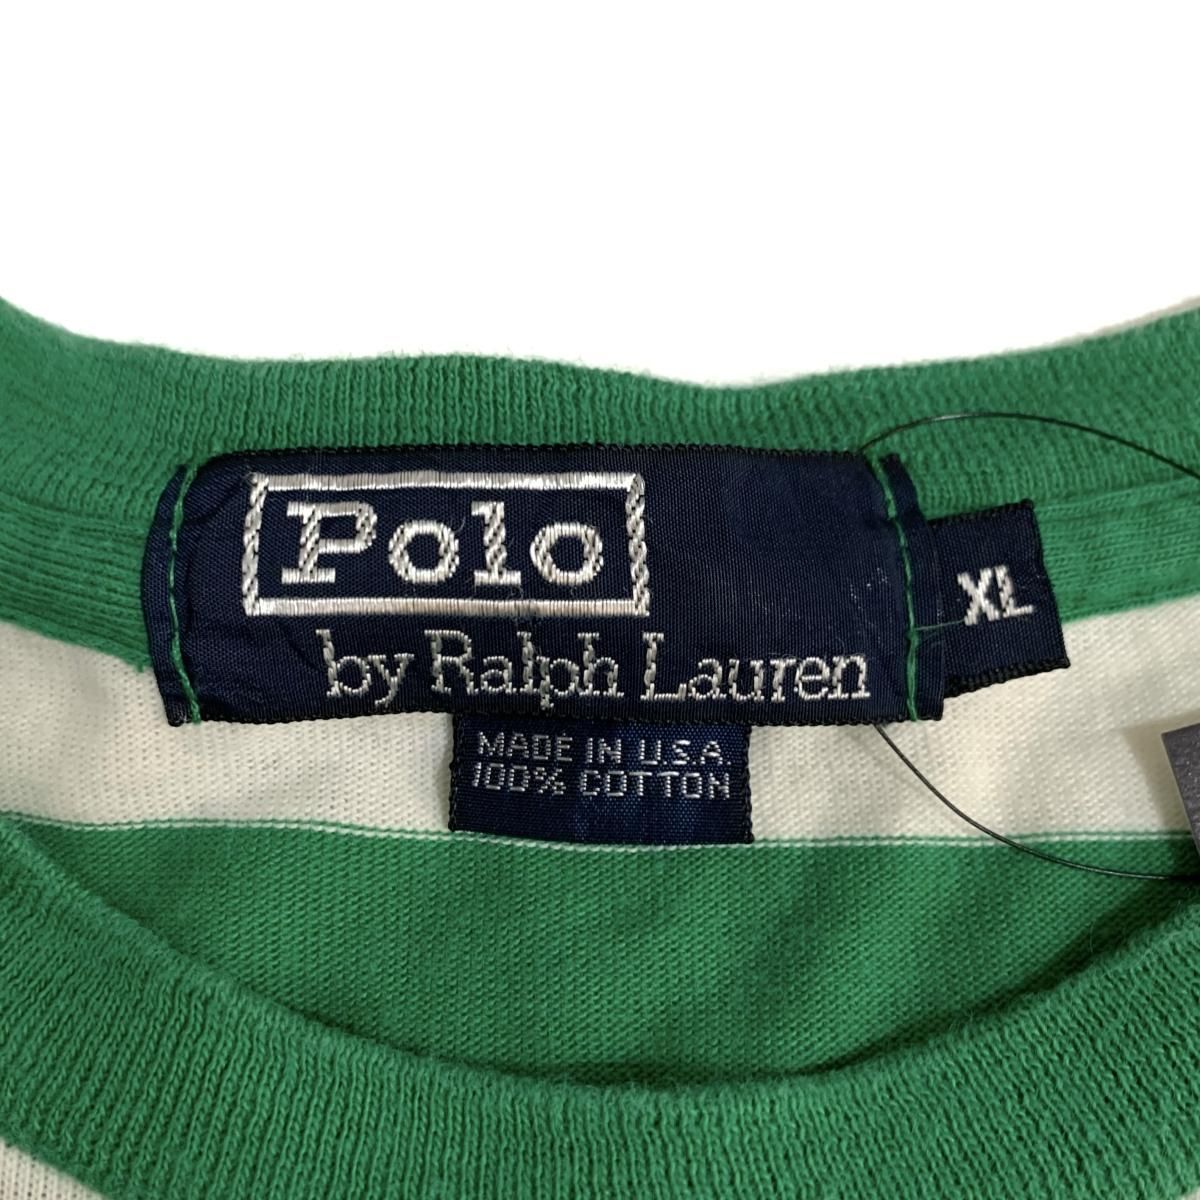 Polo
by Ralph Lauren
XL
MADE IN U.S.A.
100% COTTON